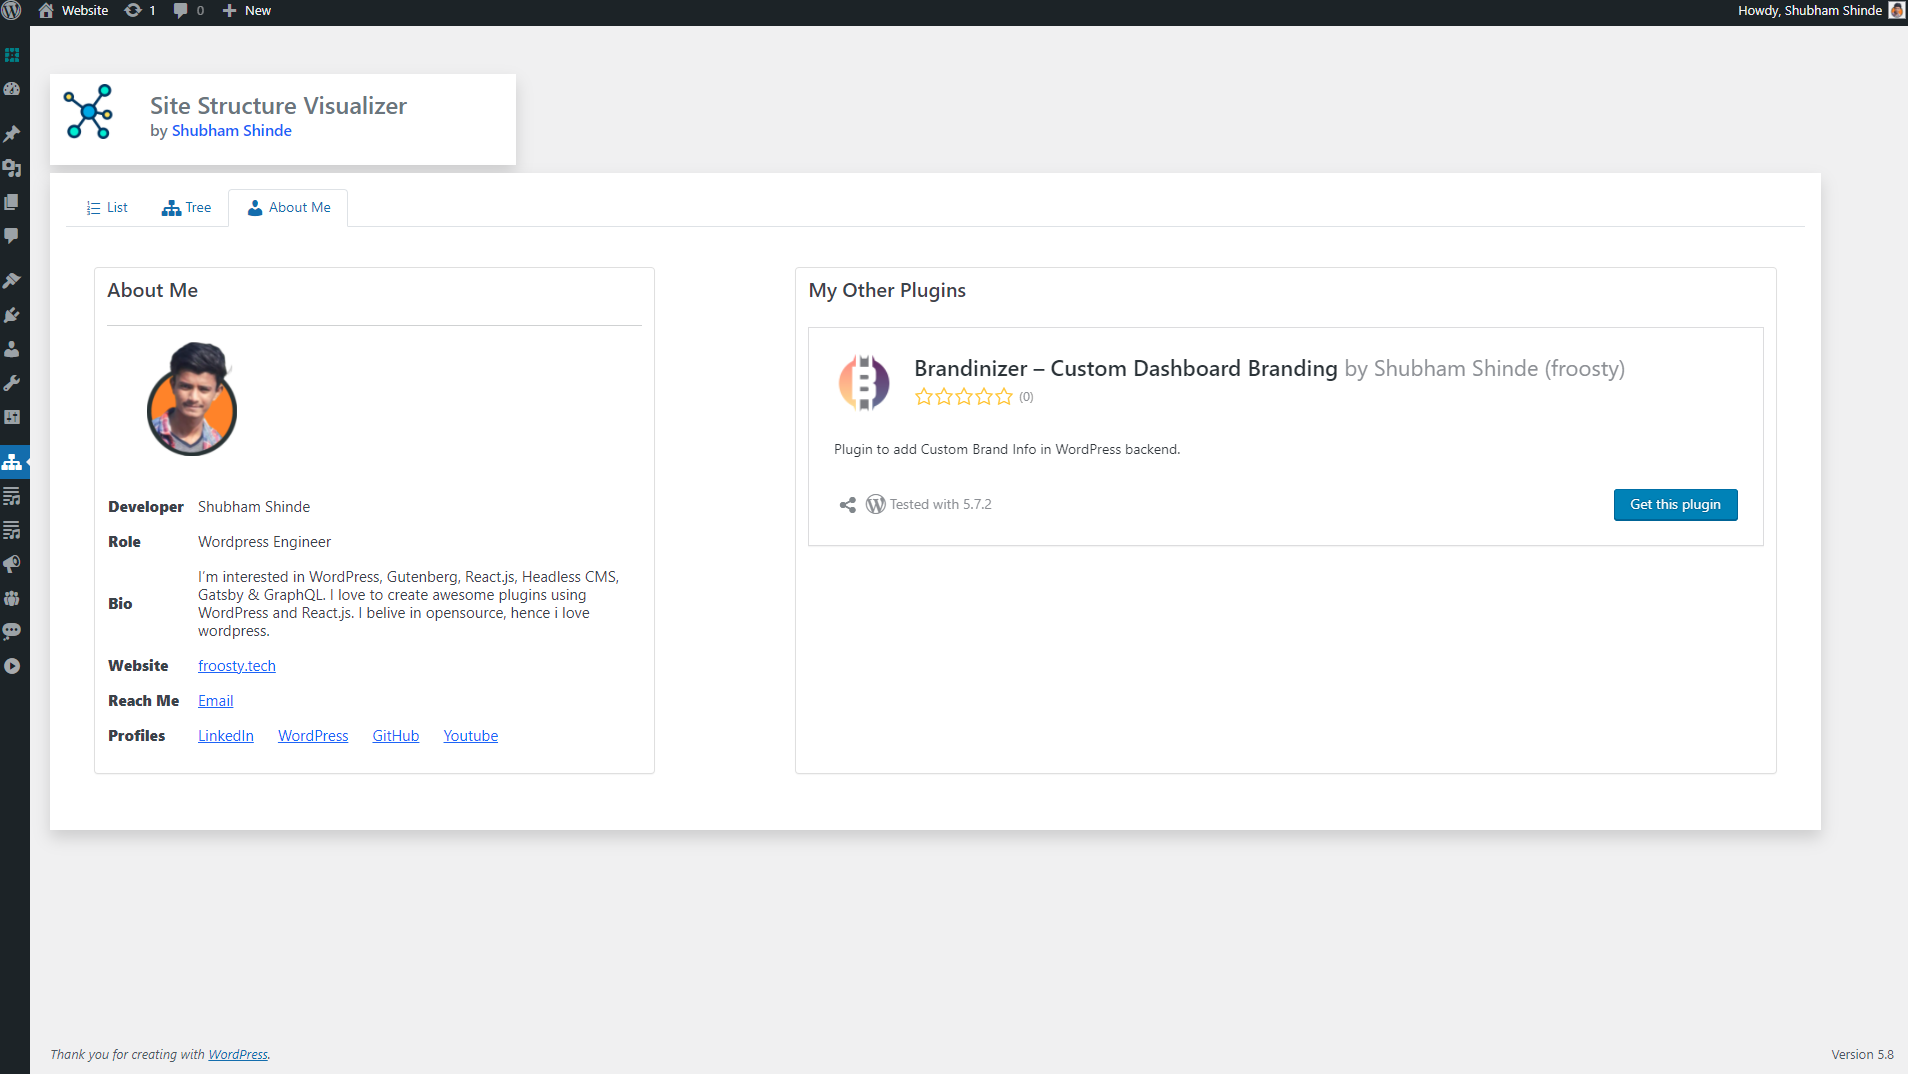 Website 1 0 New Howdy, Shubham Shinde
Site Structure Visualizer
by Shubham Shinde
List Tree About Me
About Me
Developer Shubham Shinde
Role Wordpress Engineer
Bio I'm interested in WordPress, Gutenberg, React.js, Headless CMS,
Gatsby & GraphQL. I love to create awesome plugins using
WordPress and React.js. I belive in opensource, hence i love
wordpress.
Website froosty.tech
Reach Me Email
Profiles LinkedIn WordPress GitHub Youtube
My Other Plugins
Brandinizer – Custom Dashboard Branding by Shubham Shinde (froosty)
(0)
Plugin to add Custom Brand Info in WordPress backend.
Tested with 5.7.2 Get this plugin
Thank you for creating with WordPress. Version 5.8